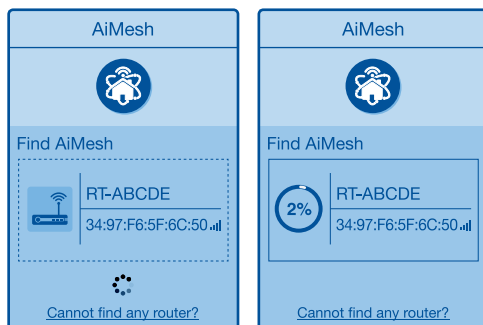 AiMesh
Find AiMesh
RT-ABCDE
34:97:F6:5F:6C:50
Cannot find any router?
AiMesh
Find AiMesh
2%
RT-ABCDE
34:97:F6:5F:6C:50
Cannot find any router?